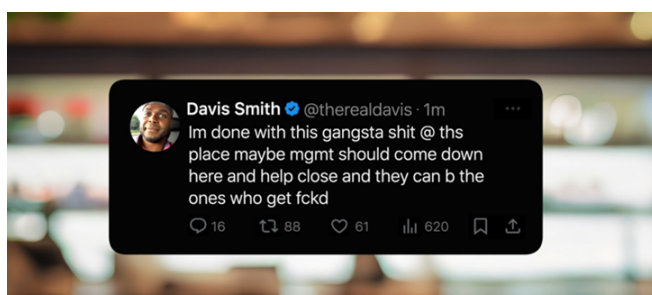 Davis Smith @therealdavis · 1m
Im done with this gangsta shit @ ths
place maybe mgmt should come down
here and help close and they can b the
ones who get fckd
16 88 61 620